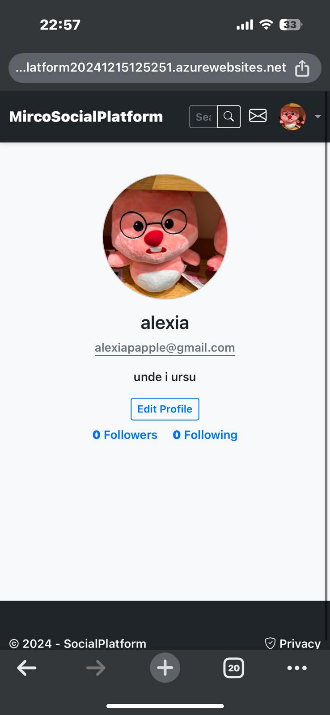 22:57
33
...latform20241215125251.azurewebsites.net
MircoSocialPlatform
Sea
alexia
alexiapapple@gmail.com
unde i ursu
Edit Profile
0 Followers 0 Following
© 2024 - SocialPlatform Privacy
20